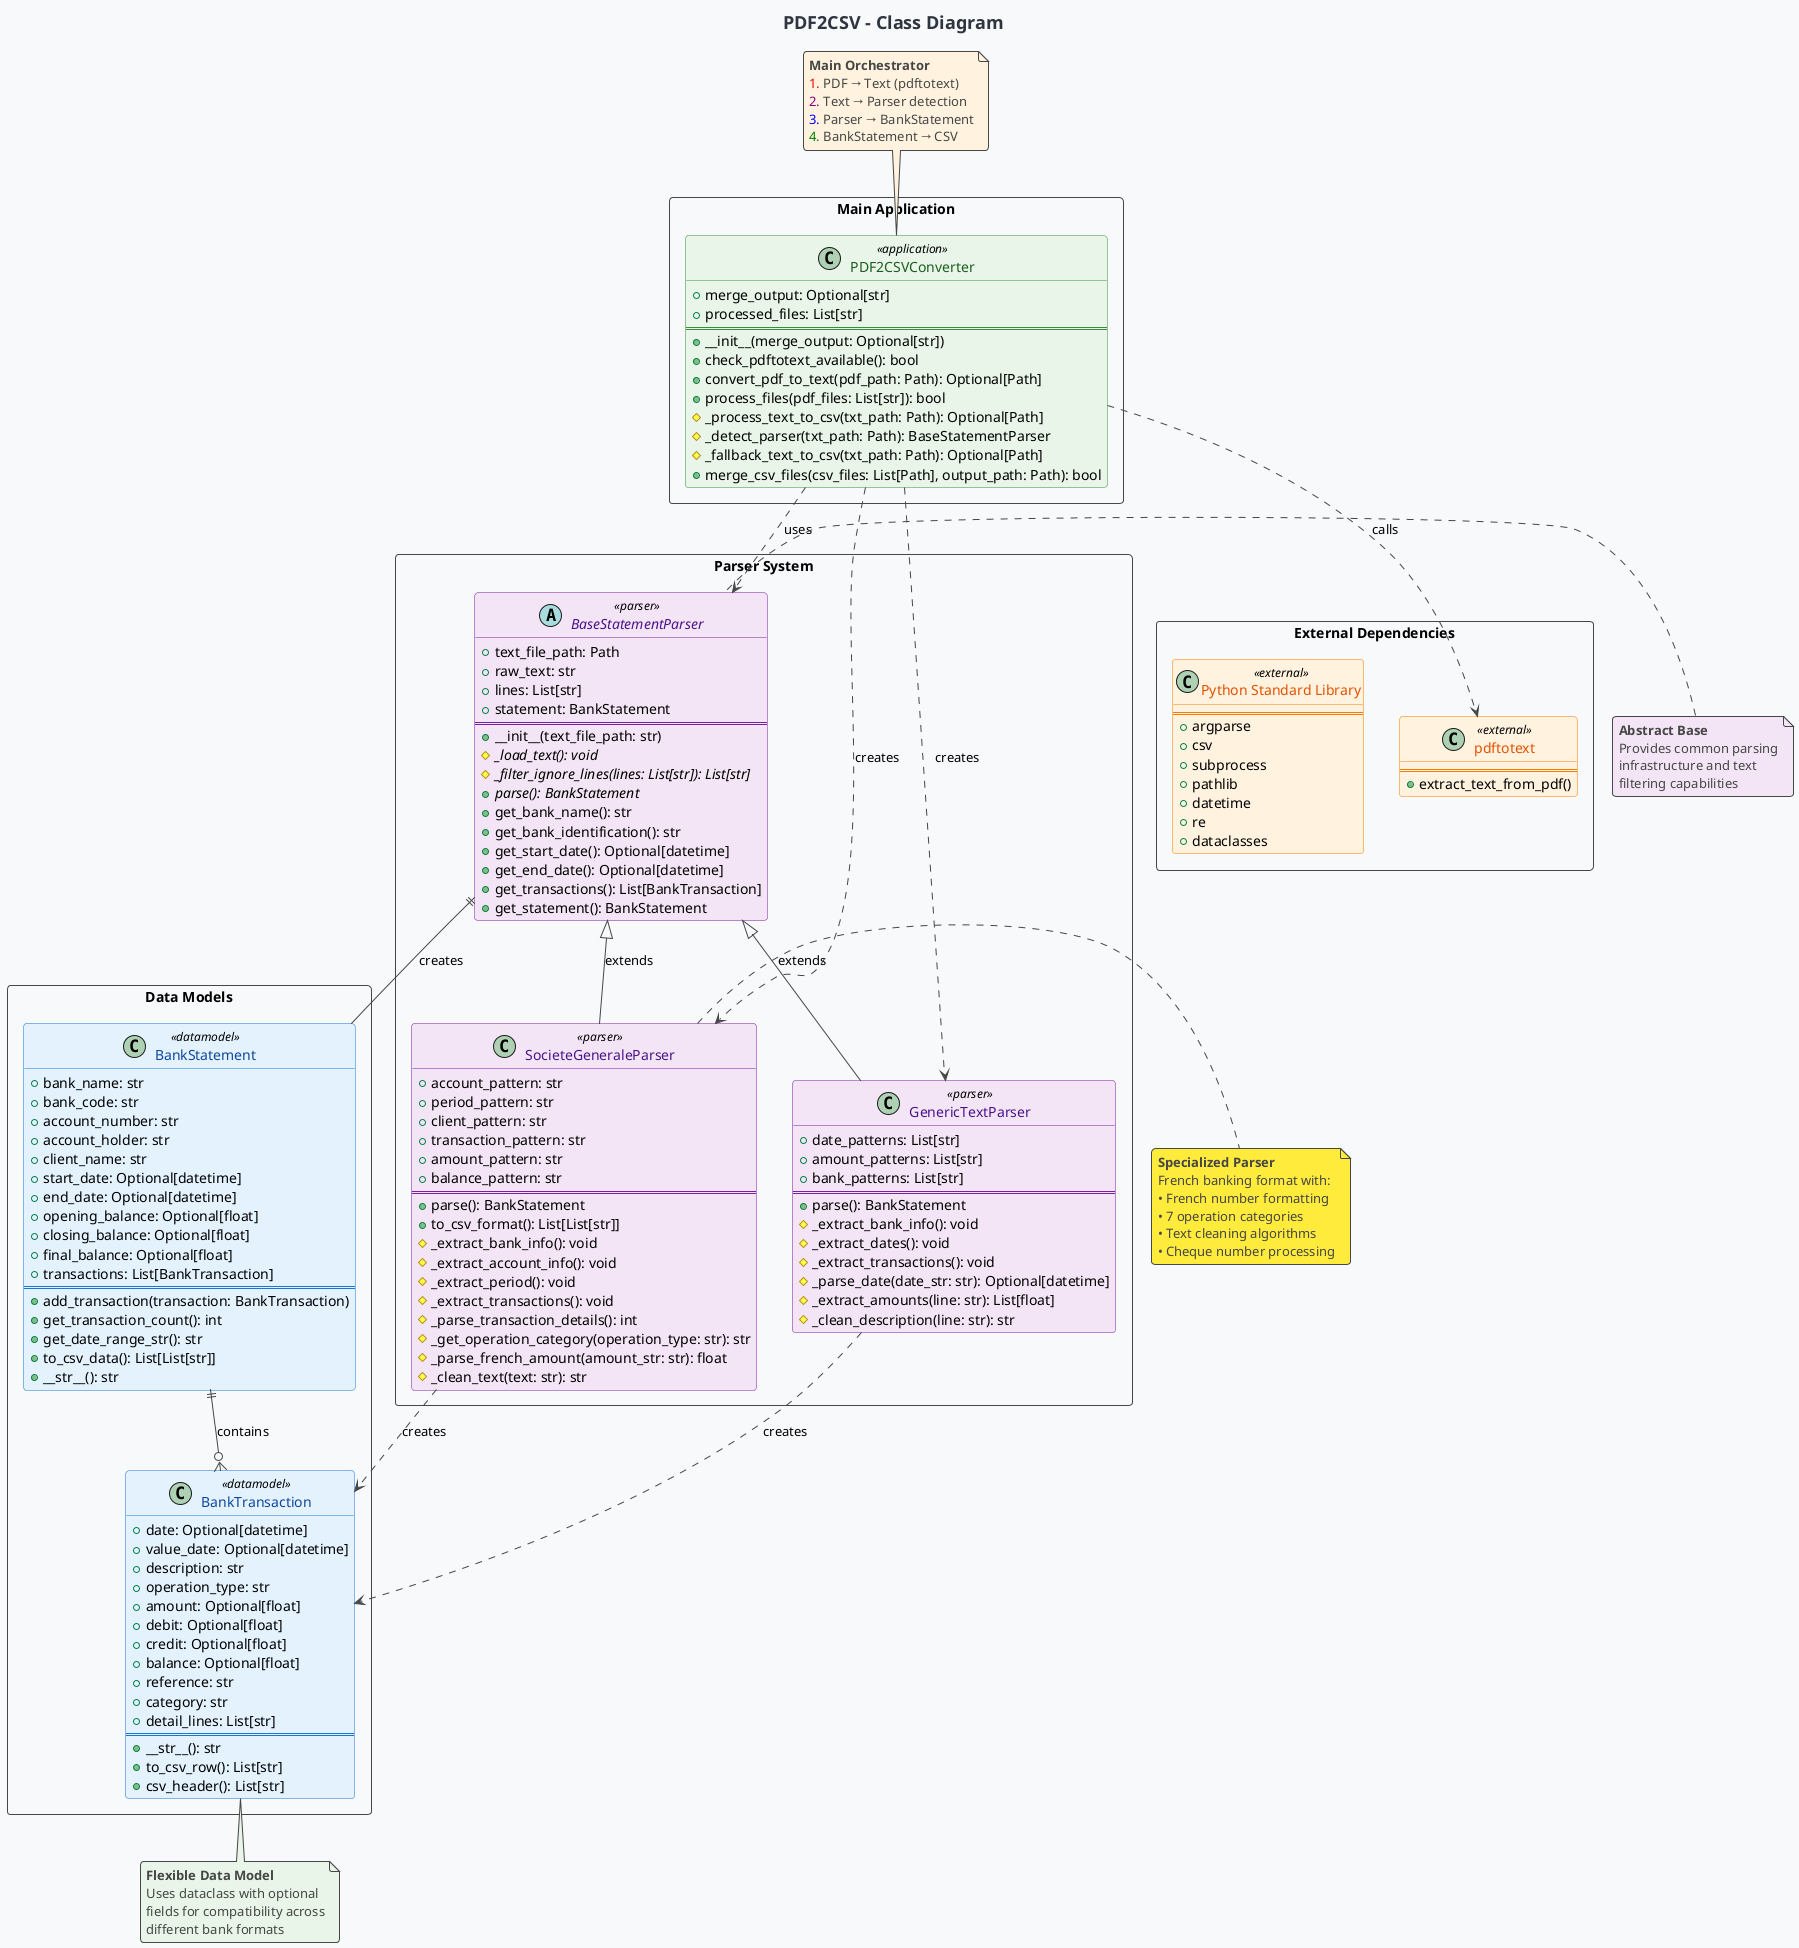 PDF2CSV - Class Diagram
Main Orchestrator
1. PDF → Text (pdftotext)
2. Text → Parser detection
3. Parser → BankStatement
4. BankStatement → CSV
Main Application
C
«application»
PDF2CSVConverter
merge_output: Optional[str]
processed_files: List[str]
__init__(merge_output: Optional[str])
check_pdftotext_available(): bool
convert_pdf_to_text(pdf_path: Path): Optional[Path]
process_files(pdf_files: List[str]): bool
_process_text_to_csv(txt_path: Path): Optional[Path]
_detect_parser(txt_path: Path): BaseStatementParser
_fallback_text_to_csv(txt_path: Path): Optional[Path]
merge_csv_files(csv_files: List[Path], output_path: Path): bool
uses
calls
Parser System
A
«parser»
BaseStatementParser
text_file_path: Path
raw_text: str
lines: List[str]
statement: BankStatement
__init__(text_file_path: str)
_load_text(): void
_filter_ignore_lines(lines: List[str]): List[str]
parse(): BankStatement
get_bank_name(): str
get_bank_identification(): str
get_start_date(): Optional[datetime]
get_end_date(): Optional[datetime]
get_transactions(): List[BankTransaction]
get_statement(): BankStatement
creates
creates
External Dependencies
C
«external»
Python Standard Library
argparse
csv
subprocess
pathlib
datetime
re
dataclasses
C
«external»
pdftotext
extract_text_from_pdf()
Abstract Base
Provides common parsing
infrastructure and text
filtering capabilities
creates
extends
extends
Data Models
C
«datamodel»
BankStatement
bank_name: str
bank_code: str
account_number: str
account_holder: str
client_name: str
start_date: Optional[datetime]
end_date: Optional[datetime]
opening_balance: Optional[float]
closing_balance: Optional[float]
final_balance: Optional[float]
transactions: List[BankTransaction]
add_transaction(transaction: BankTransaction)
get_transaction_count(): int
get_date_range_str(): str
to_csv_data(): List[List[str]]
__str__(): str
C
«parser»
SocieteGeneraleParser
account_pattern: str
period_pattern: str
client_pattern: str
transaction_pattern: str
amount_pattern: str
balance_pattern: str
parse(): BankStatement
to_csv_format(): List[List[str]]
_extract_bank_info(): void
_extract_account_info(): void
_extract_period(): void
_extract_transactions(): void
_parse_transaction_details(): int
_get_operation_category(operation_type: str): str
_parse_french_amount(amount_str: str): float
_clean_text(text: str): str
C
«parser»
GenericTextParser
date_patterns: List[str]
amount_patterns: List[str]
bank_patterns: List[str]
parse(): BankStatement
_extract_bank_info(): void
_extract_dates(): void
_extract_transactions(): void
_parse_date(date_str: str): Optional[datetime]
_extract_amounts(line: str): List[float]
_clean_description(line: str): str
Specialized Parser
French banking format with:
• French number formatting
• 7 operation categories
• Text cleaning algorithms
• Cheque number processing
contains
creates
creates
C
«datamodel»
BankTransaction
date: Optional[datetime]
value_date: Optional[datetime]
description: str
operation_type: str
amount: Optional[float]
debit: Optional[float]
credit: Optional[float]
balance: Optional[float]
reference: str
category: str
detail_lines: List[str]
__str__(): str
to_csv_row(): List[str]
csv_header(): List[str]
Flexible Data Model
Uses dataclass with optional
fields for compatibility across
different bank formats